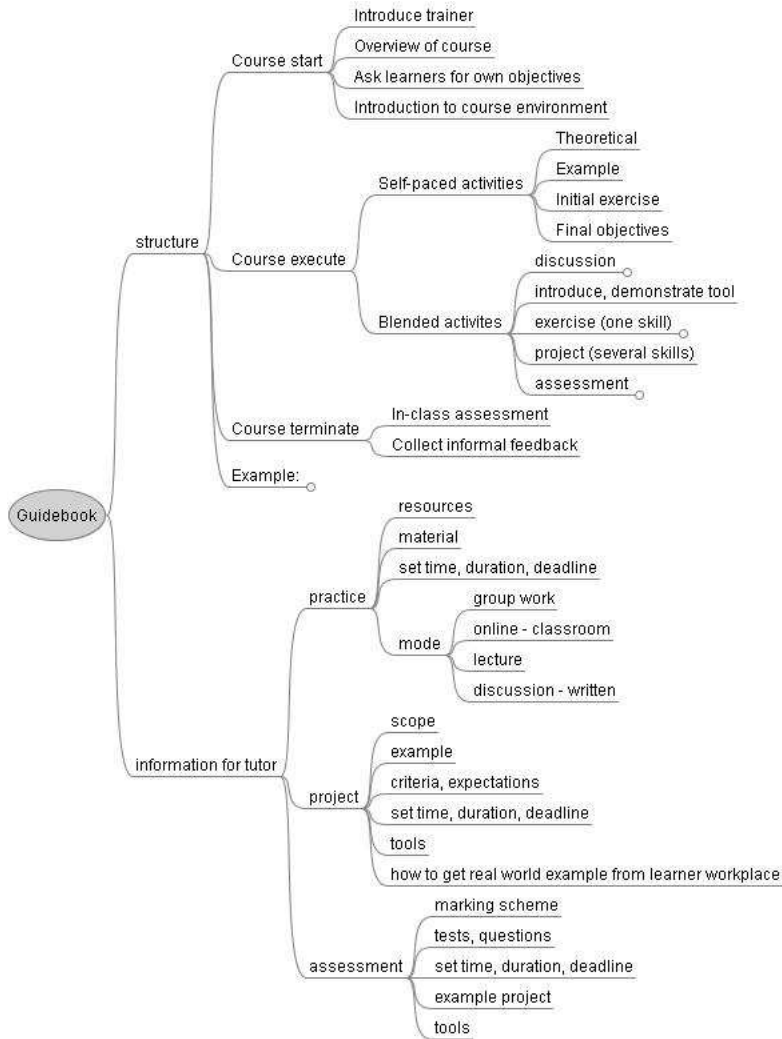 Guidebook
structure
Course start
Introduce trainer
Overview of course
Ask learners for own objectives
Introduction to course environment
Course execute
Self-paced activities
Theoretical
Example
Initial exercise
Final objectives
Blended activites
discussion
introduce, demonstrate tool
exercise (one skill)
project (several skills)
assessment
Course terminate
In-class assessment
Collect informal feedback
Example:
information for tutor
practice
resources
material
set time, duration, deadline
mode
group work
online - classroom
lecture
discussion - written
project
scope
example
criteria, expectations
set time, duration, deadline
tools
how to get real world example from learner workplace
assessment
marking scheme
tests, questions
set time, duration, deadline
example project
tools